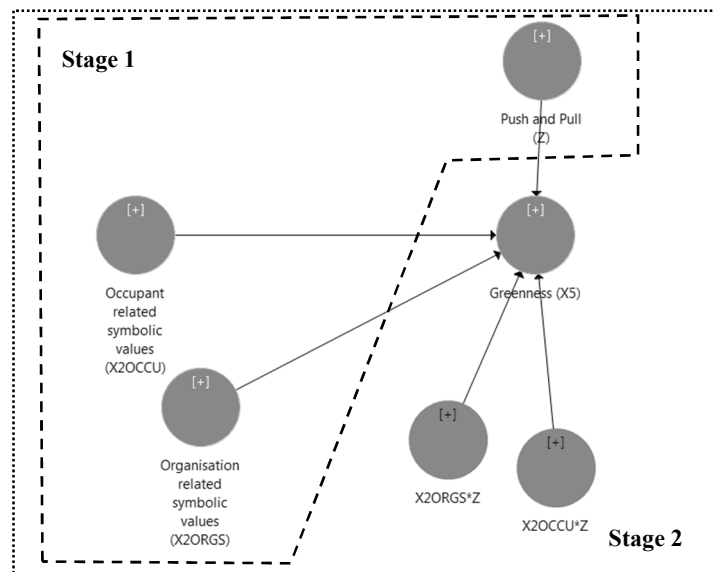 Stage 1
[+]
Push and Pull
(Z)
[+]
Occupant
related
symbolic
values
(X2OCCU)
[+]
Greenness (X5)
[+]
Organisation
related
symbolic
values
(X2ORGS)
[+]
X2ORGS*Z
[+]
X2OCCU*Z
Stage 2